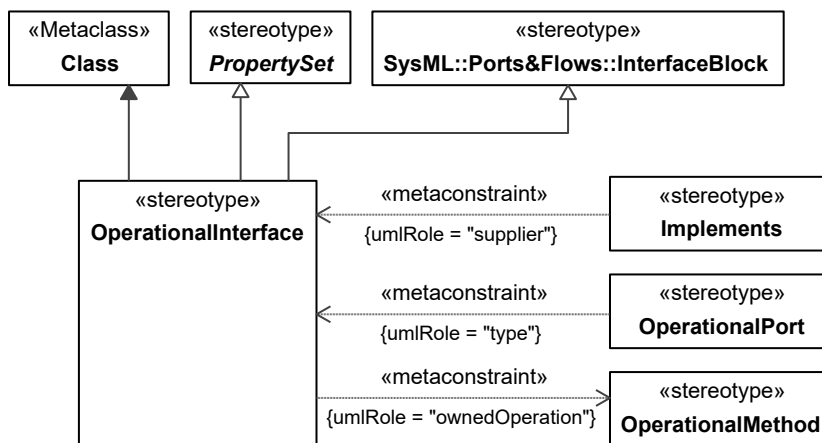 «Metaclass»
Class
«stereotype»
PropertySet
«stereotype»
SysML::Ports&Flows::InterfaceBlock
«stereotype»
OperationalInterface
«metaconstraint»
{umlRole = "supplier"}
«stereotype»
Implements
«metaconstraint»
{umlRole = "type"}
«stereotype»
OperationalPort
«metaconstraint»
{umlRole = "ownedOperation"}
«stereotype»
OperationalMethod